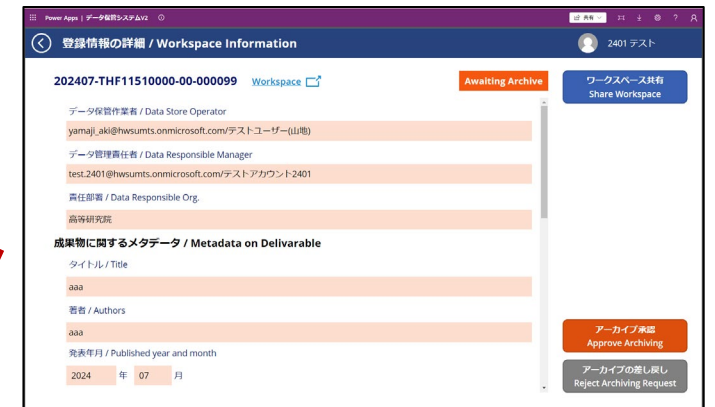 Power Apps | データ保管システムV2
共有
登録情報の詳細 / Workspace Information
2401 テスト
202407-THF11510000-00-000099 Workspace
Awaiting Archive
ワークスペース共有
Share Workspace
データ保管作業者 / Data Store Operator
yamaji_aki@hwsumts.onmicrosoft.com/テストユーザー(山地)
データ管理責任者 / Data Responsible Manager
test.2401@hwsumts.onmicrosoft.com/テストアカウント2401
責任部署 / Data Responsible Org.
高等研究院
成果物に関するメタデータ / Metadata on Delivarable
タイトル / Title
aaa
著者 / Authors
aaa
発表年月 / Published year and month
2024 年 07 月
アーカイブ承認
Approve Archiving
アーカイブの差し戻し
Reject Archiving Request